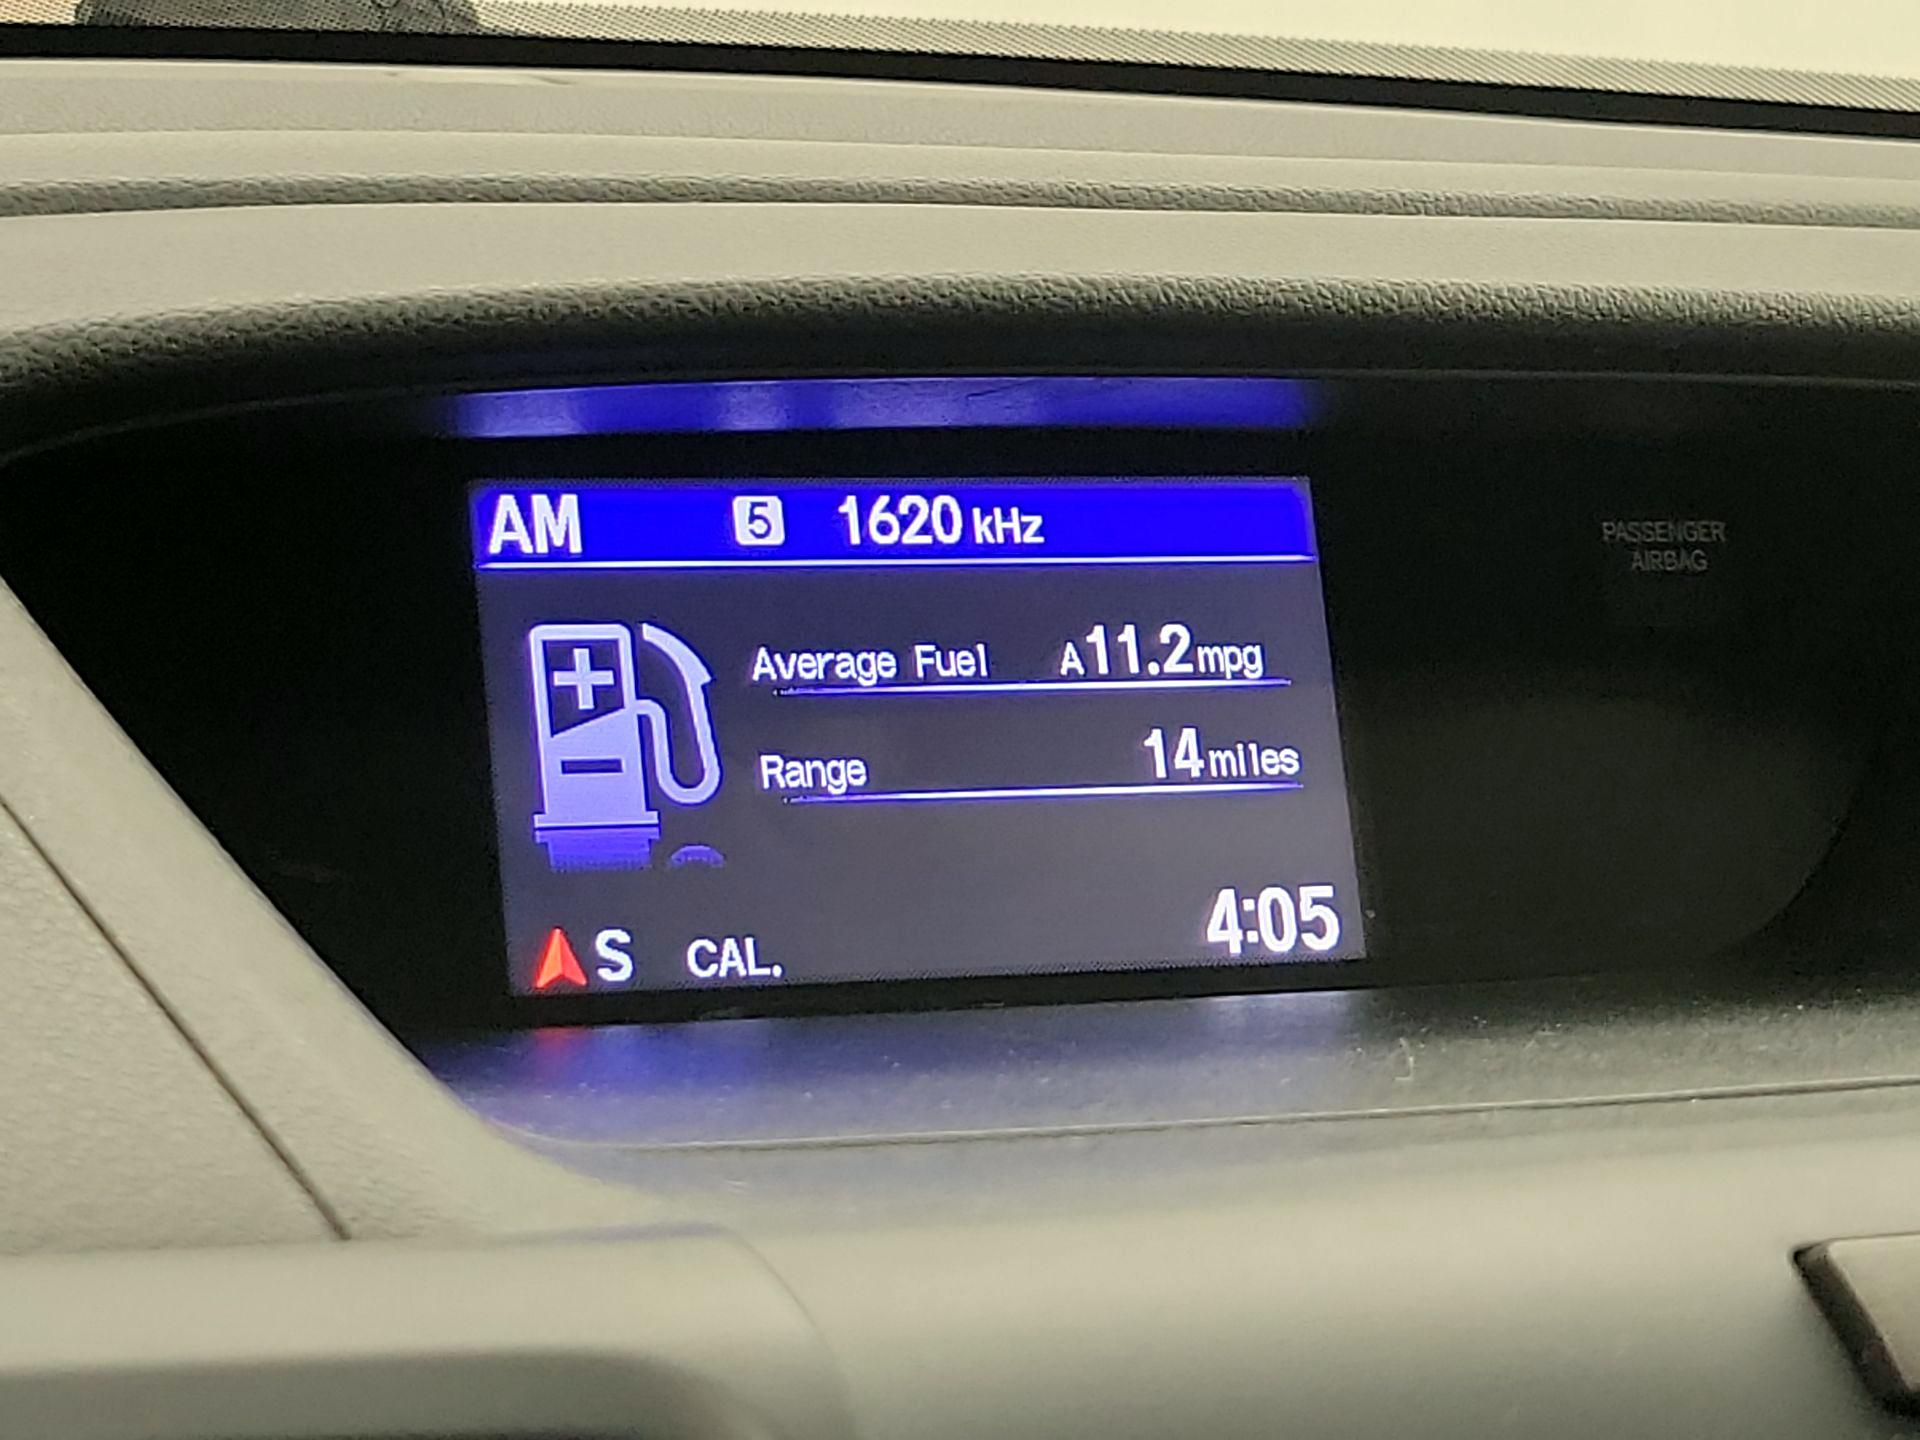 AM 5 1620 kHz
PASSENGER
AIRBAG
Average Fuel A11.2mpg
Range 14miles
S CAL. 4:05